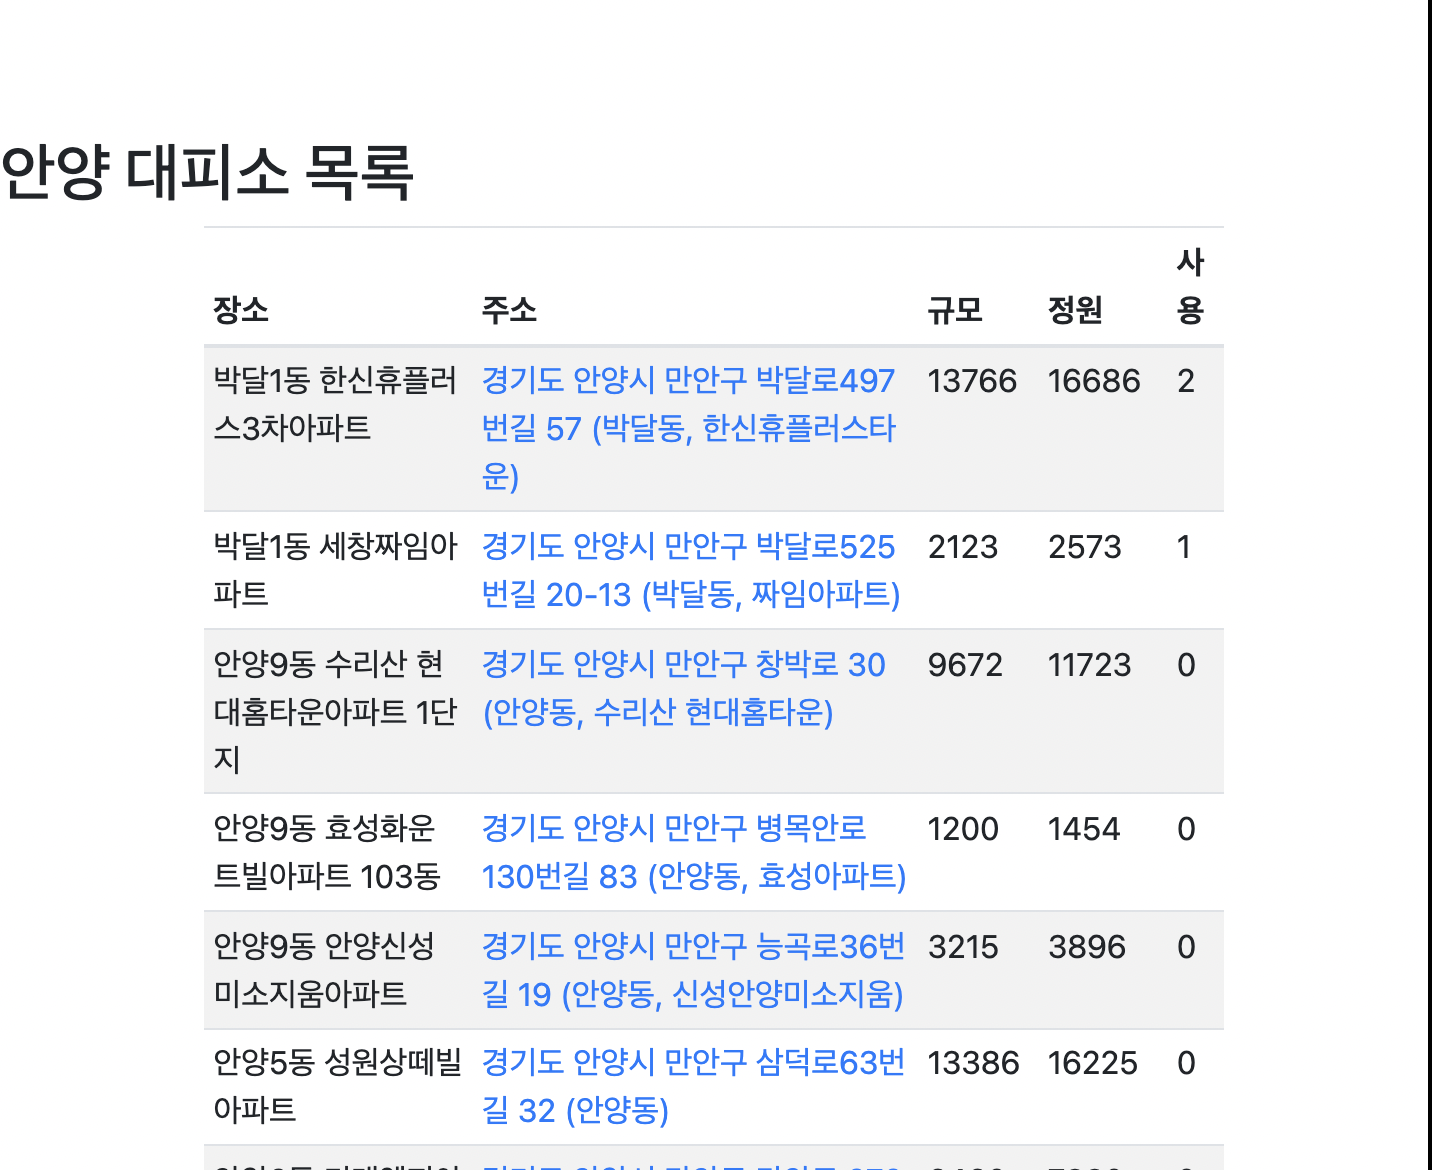 안양 대피소 목록
장소 주소 규모 정원 사
용
박달1동 한신휴플러 경기도 안양시 만안구 박달로497 13766 16686 2
스3차아파트 번길 57 (박달동, 한신휴플러스타
운)
박달1동 세창짜임아 경기도 안양시 만안구 박달로525 2123 2573 1
파트 번길 20-13 (박달동, 짜임아파트)
안양9동 수리산 현 경기도 안양시 만안구 창박로 30 9672 11723 0
대홈타운아파트 1단 (안양동, 수리산 현대홈타운)
지
안양9동 효성화운 경기도 안양시 만안구 병목안로 1200 1454 0
트빌아파트 103동 130번길 83 (안양동, 효성아파트)
안양9동 안양신성 경기도 안양시 만안구 능곡로36번 3215 3896 0
미소지움아파트 길 19 (안양동, 신성안양미소지움)
안양5동 성원상떼빌 경기도 안양시 만안구 삼덕로63번 13386 16225 0
아파트 길 32 (안양동)